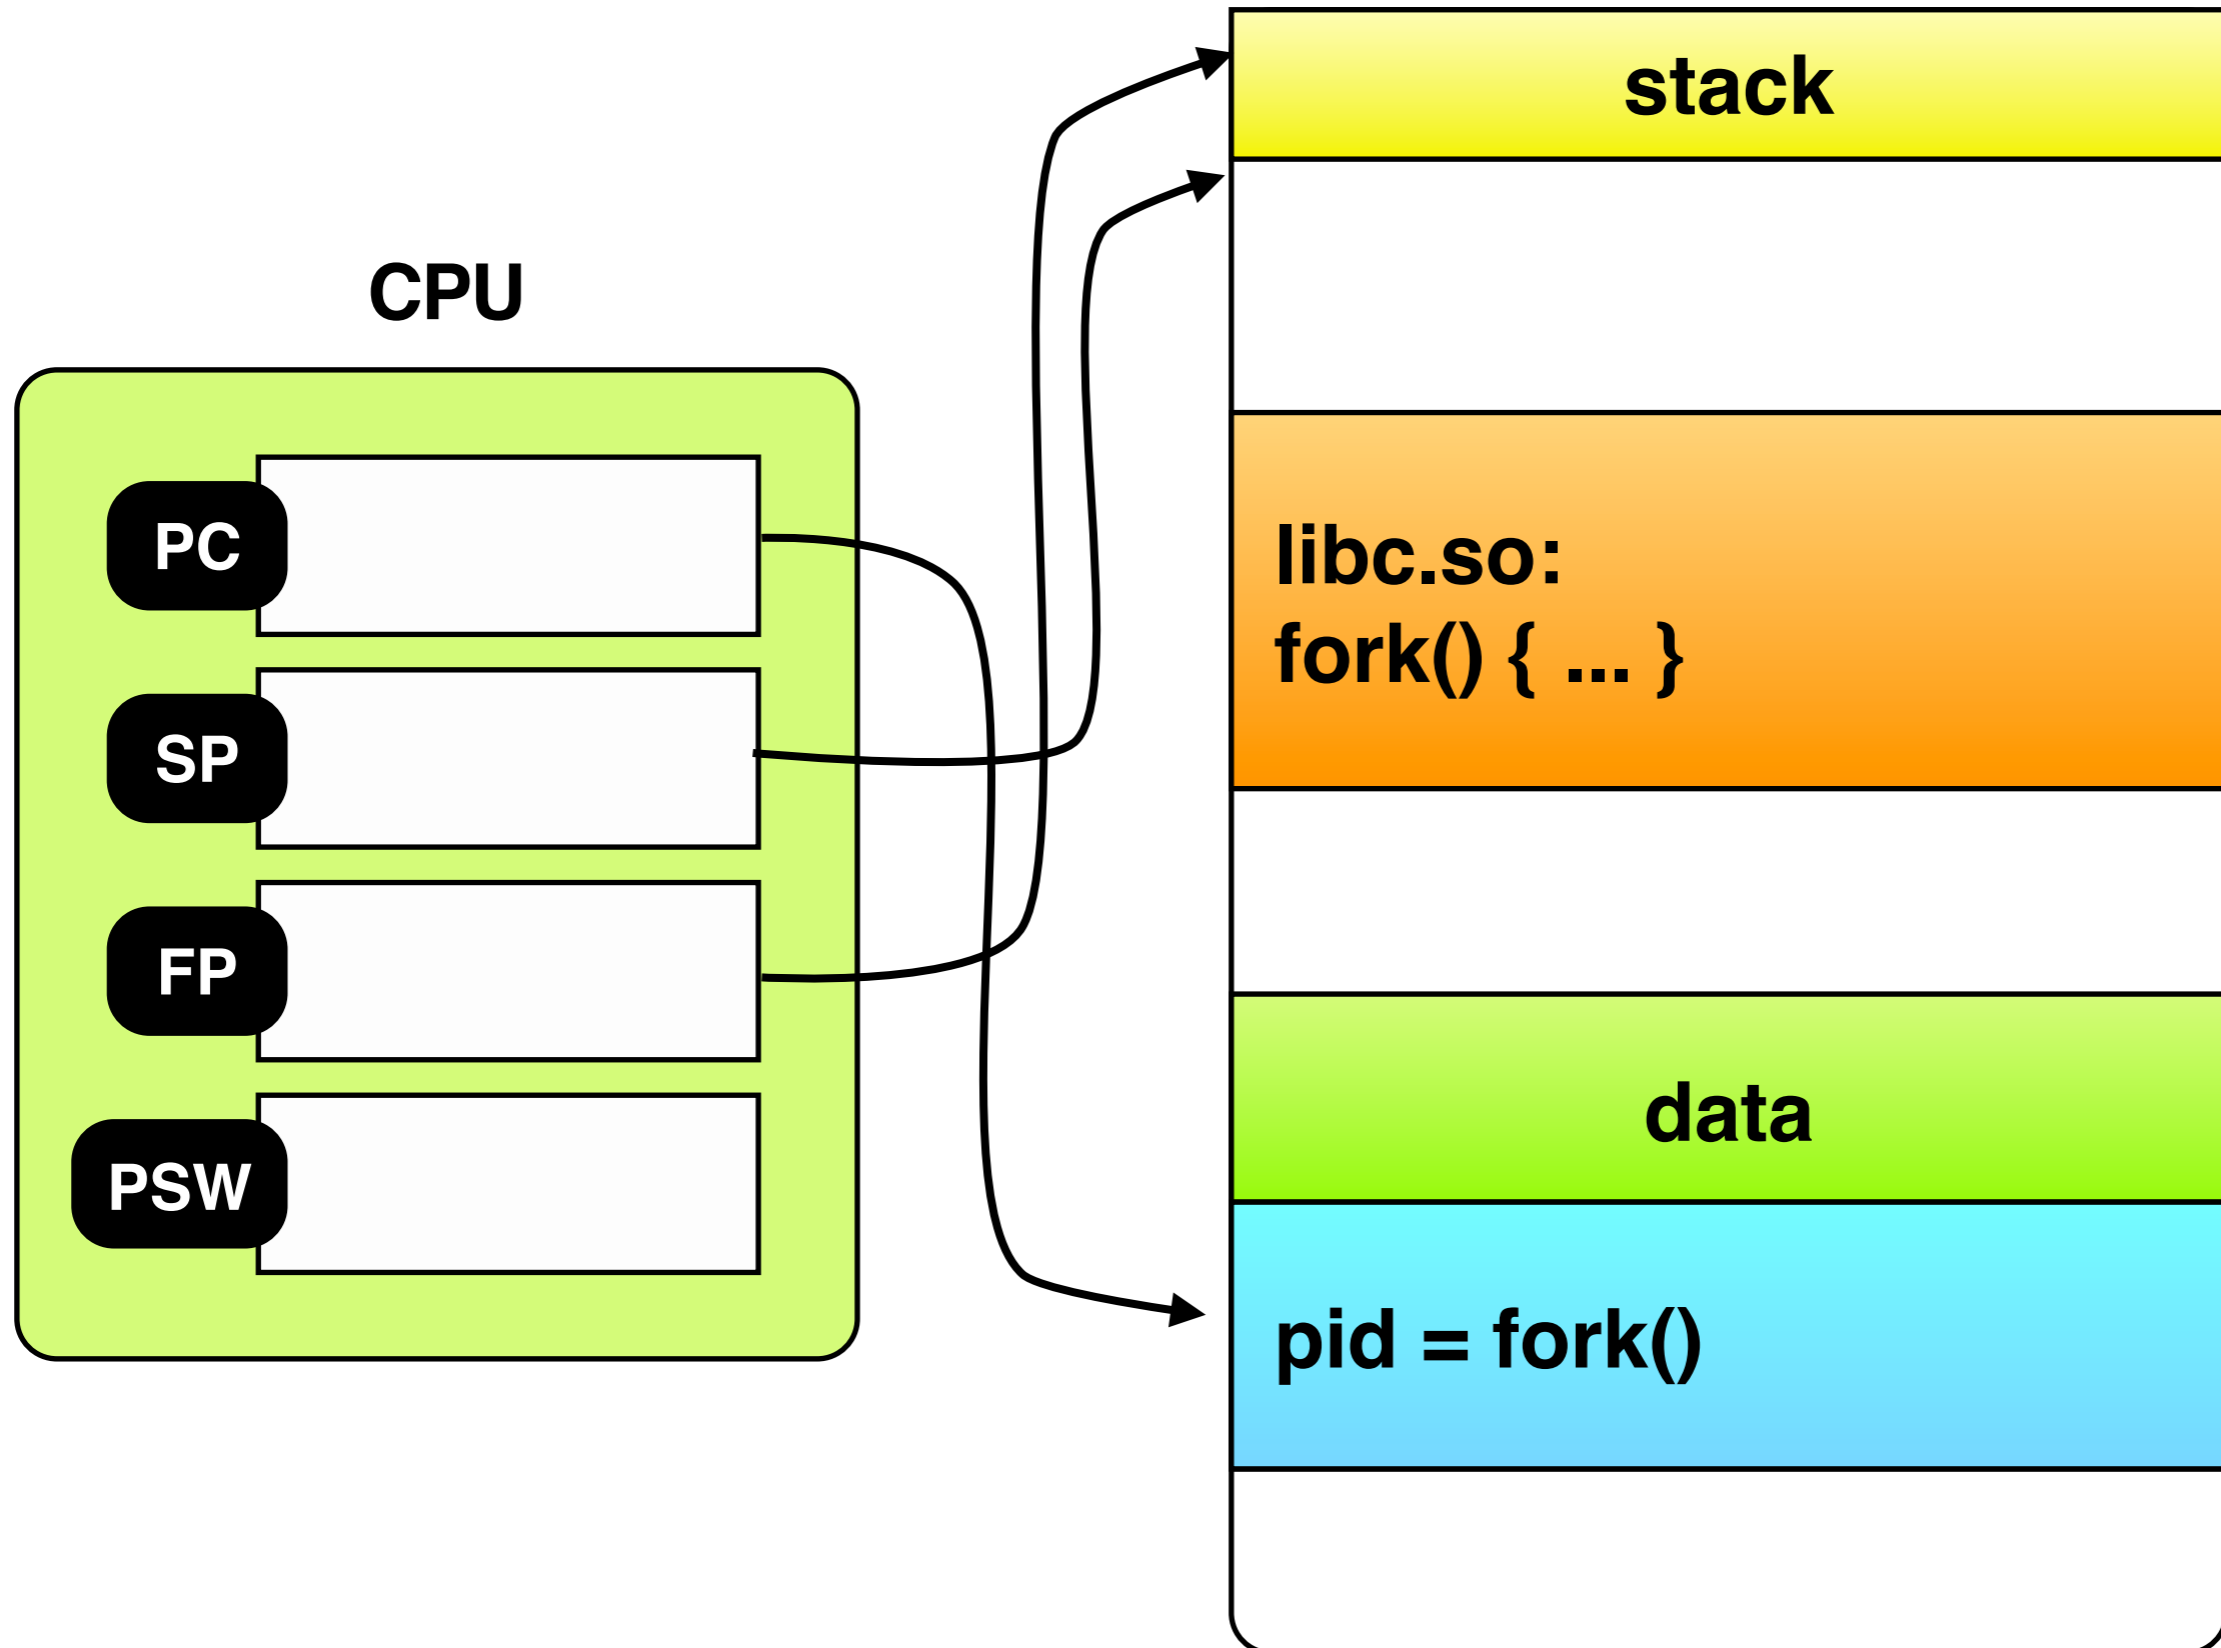 CPU
PC
SP
FP
PSW
stack
libc.so:
fork() { ... }
data
pid = fork()